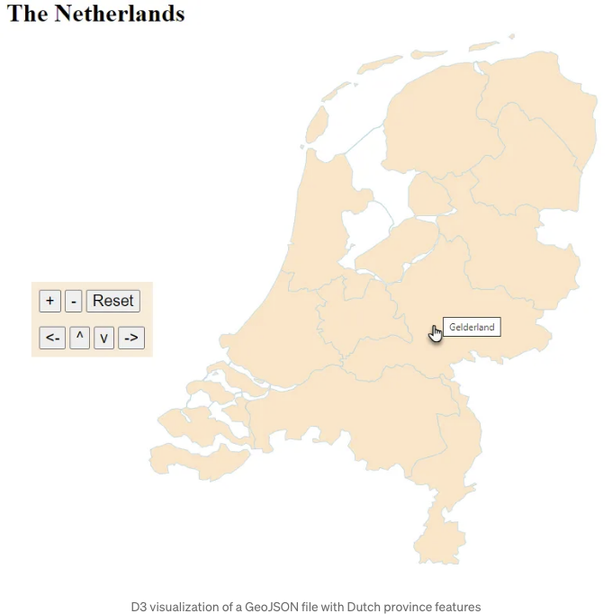 The Netherlands
+ - Reset
<- ^ v ->
Gelderland
D3 visualization of a GeoJSON file with Dutch province features